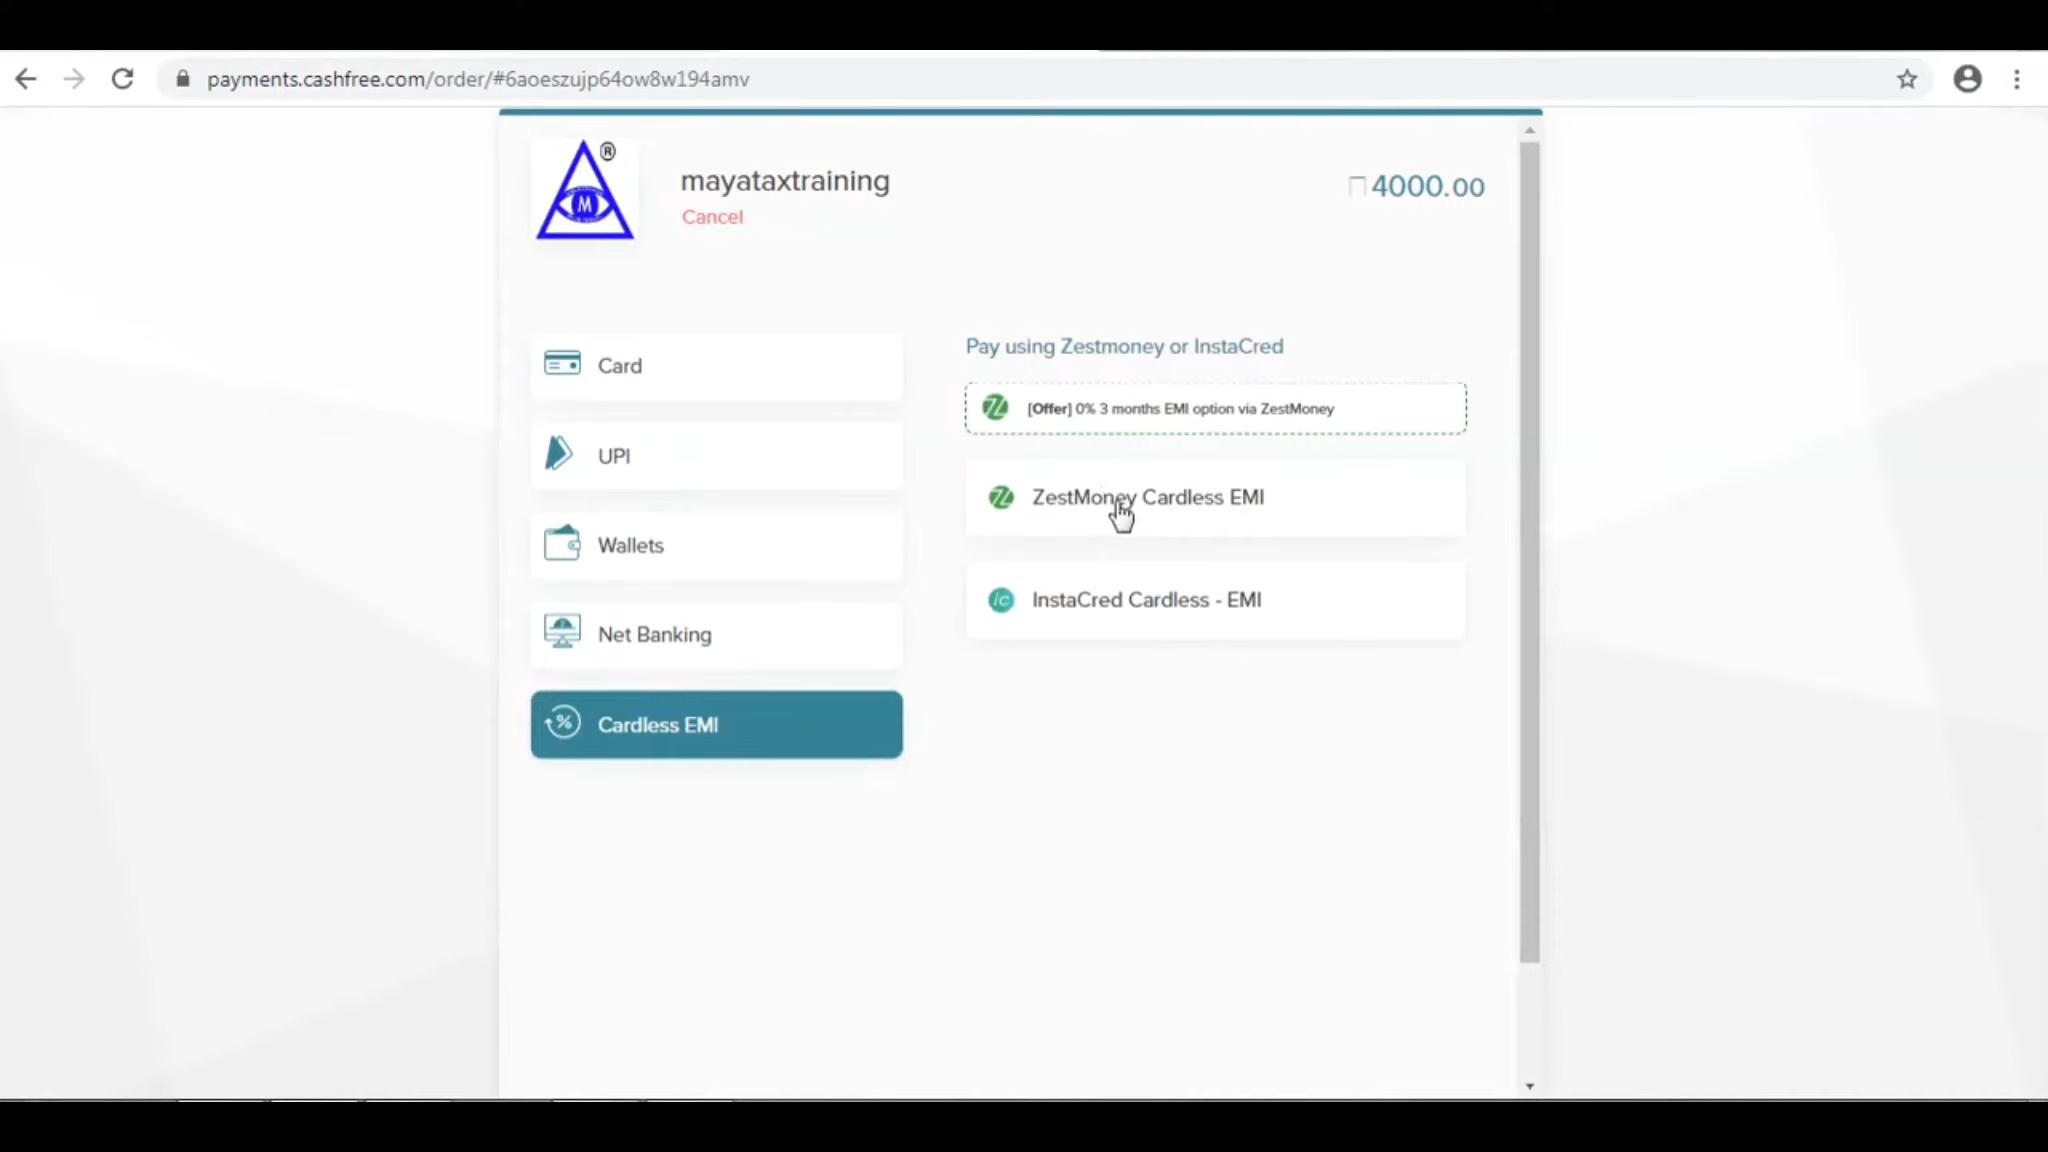 payments.cashfree.com/order/#6aoeszujp64ow8w194amv
®
M
mayataxtraining
4000.00
Cancel
Card
UPI
Wallets
Net Banking
Cardless EMI
Pay using Zestmoney or InstaCred
[Offer] 0% 3 months EMI option via ZestMoney
ZestMoney Cardless EMI
ic
InstaCred Cardless - EMI